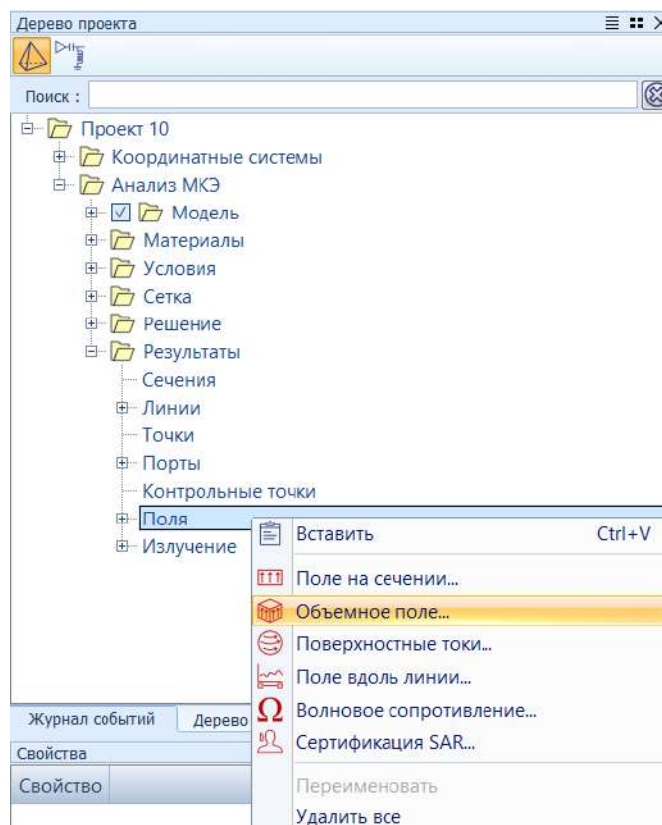 Дерево проекта
Поиск :
Проект 10
Координатные системы
Анализ МКЭ
Модель
Материалы
Условия
Сетка
Решение
Результаты
Сечения
Линии
Точки
Порты
Контрольные точки
Поля
Излучение
Вставить Ctrl+V
Поле на сечении...
Объемное поле...
Поверхностные токи...
Поле вдоль линии...
Волновое сопротивление...
Сертификация SAR...
Переименовать
Удалить все
Журнал событий Дерево
Свойства
Свойство